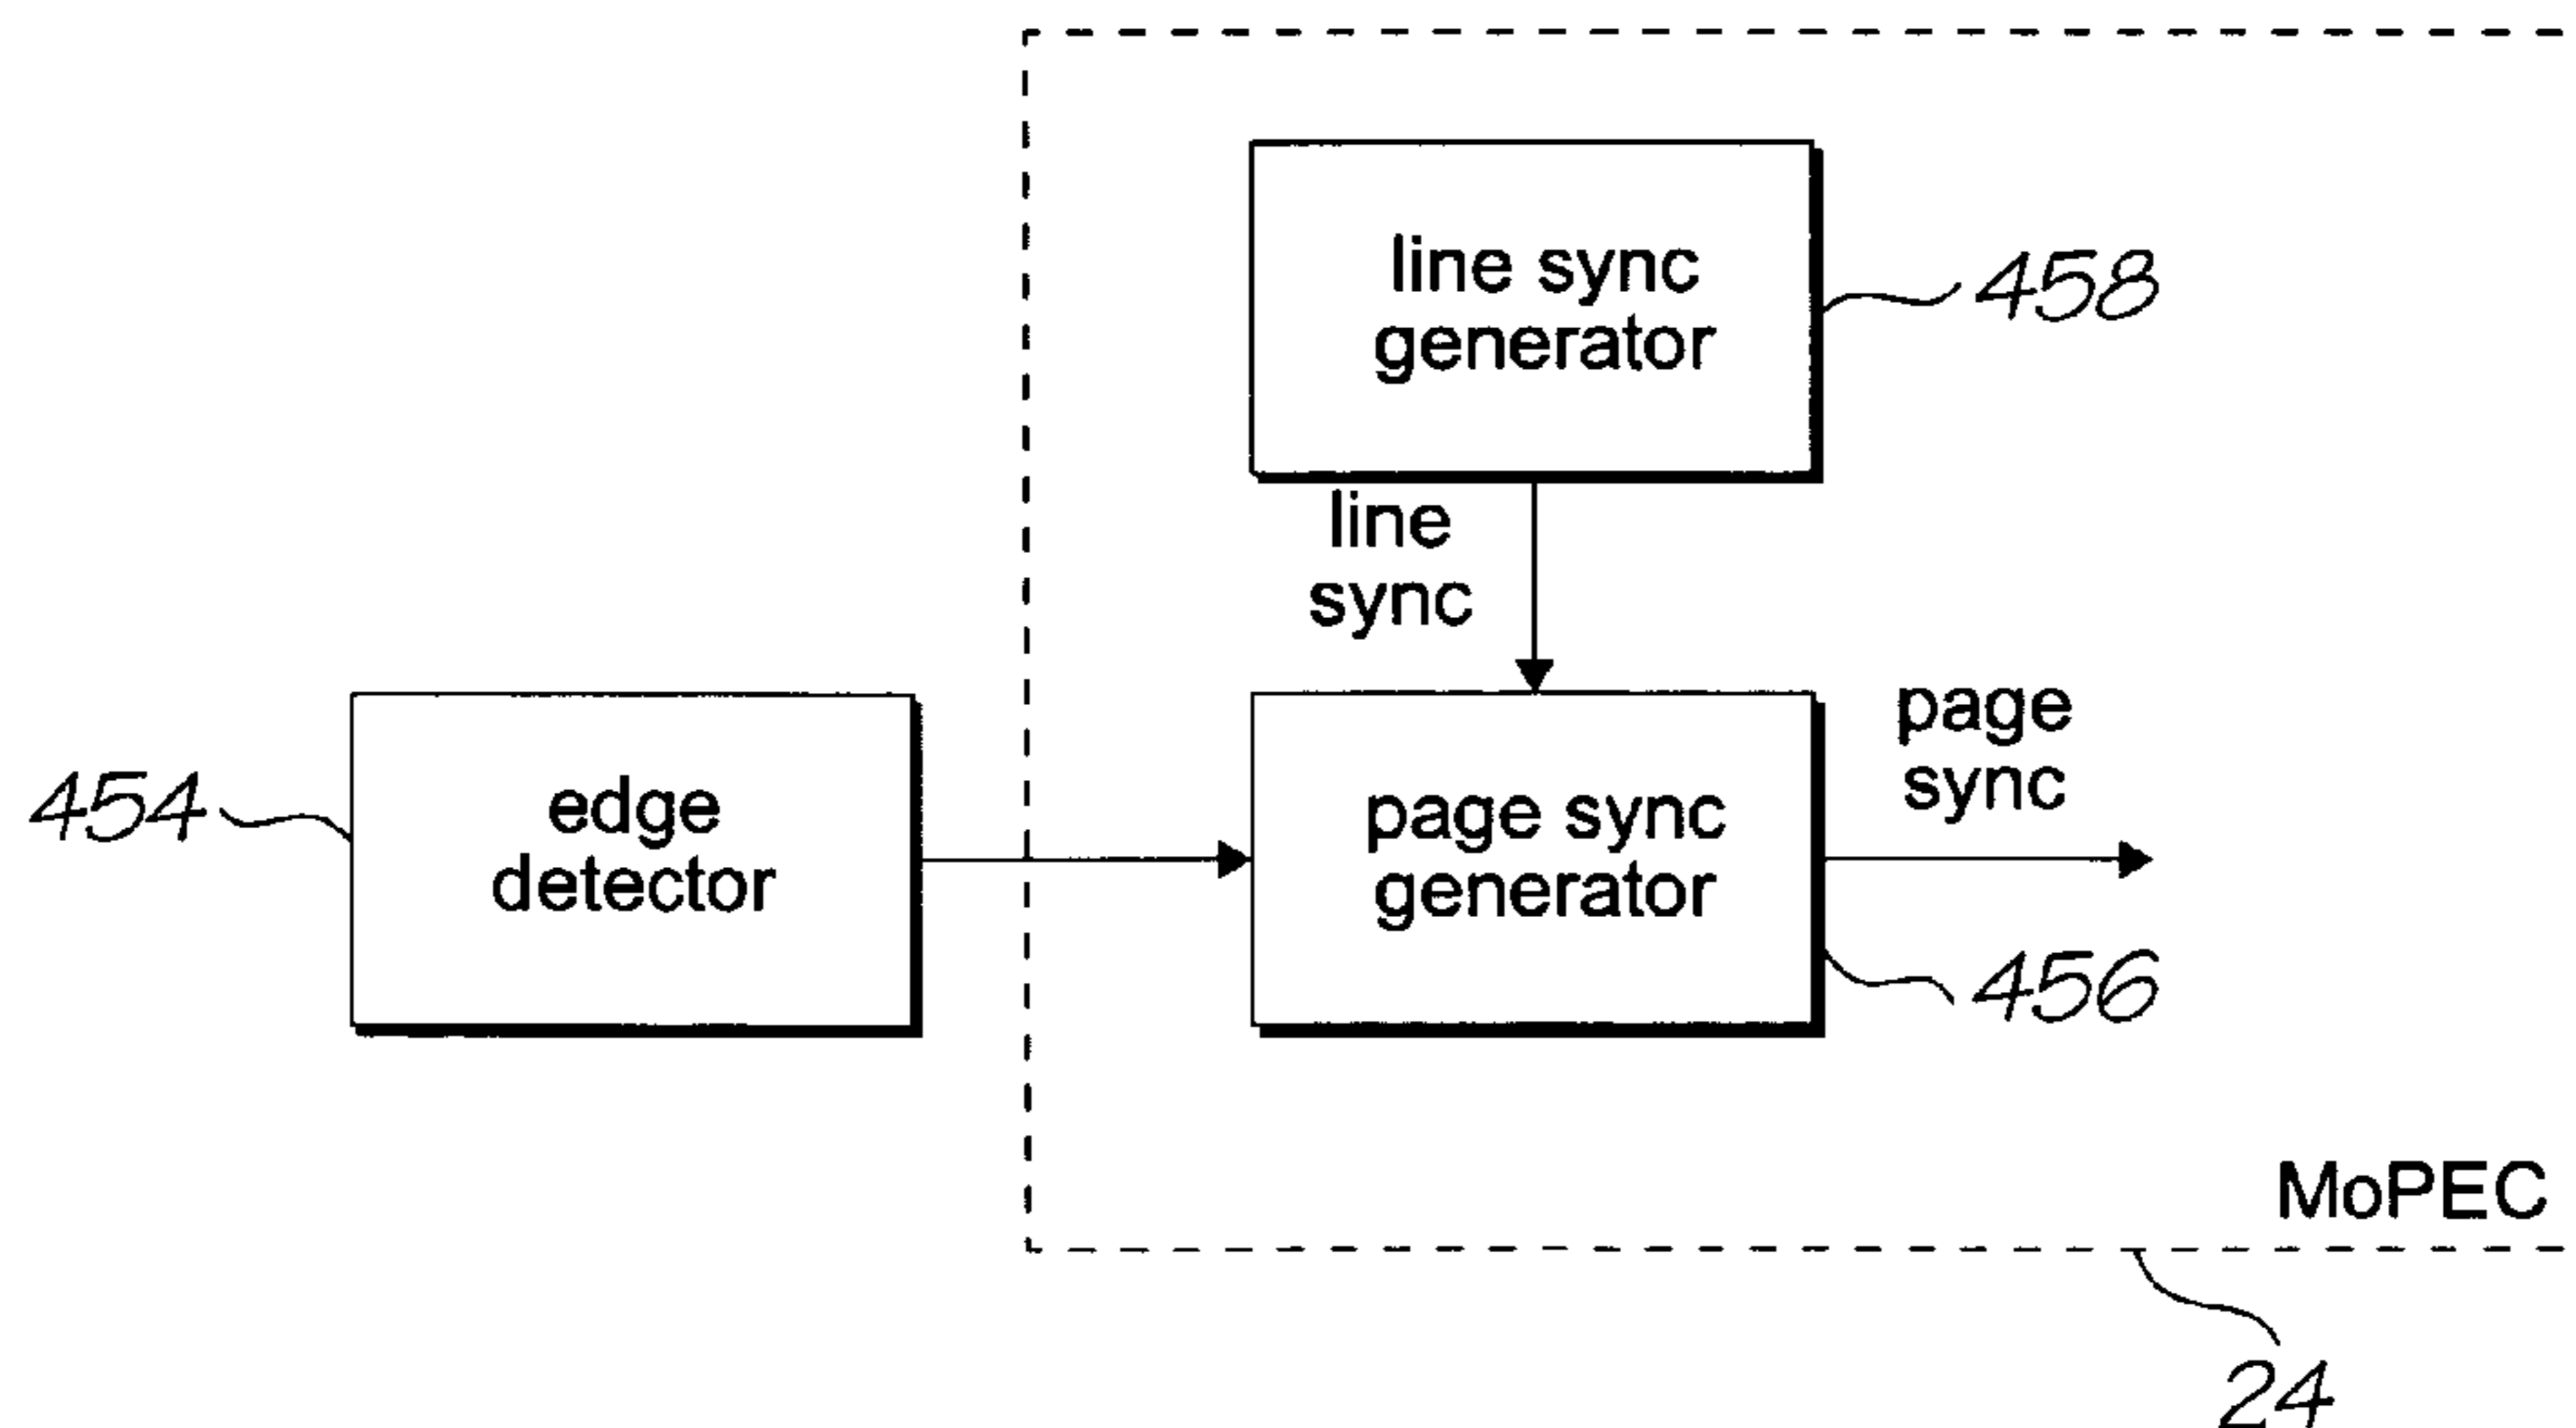 line sync
generator
458
line
sync
454
edge
detector
page sync
generator
page
sync
456
MoPEC
24